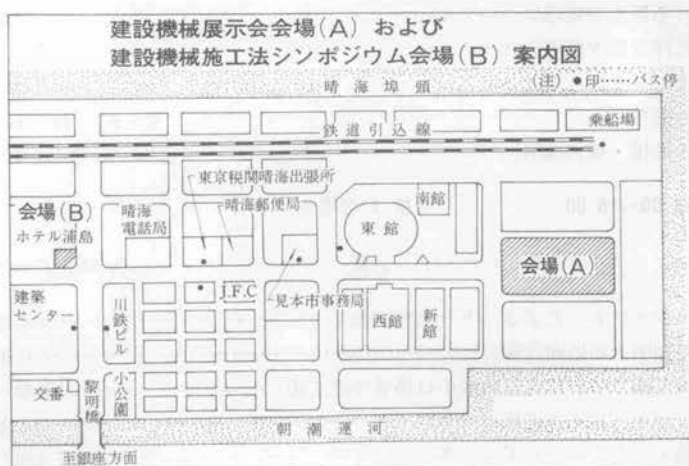 建設機械展示会会場(A) および
建設機械施工法シンポジウム会場(B) 案内図
(注) ●印……バス停
晴海埠頭
乗船場
鉄道引込線
東京税関晴海出張所
晴海郵便局
会場(B)
ホテル浦島
晴海
電話局
東館
南館
会場(A)
J.F.C
見本市事務局
建築
センター
川鉄ビル
西館
新館
交番
黎明橋
小公園
朝潮運河
至銀座方面